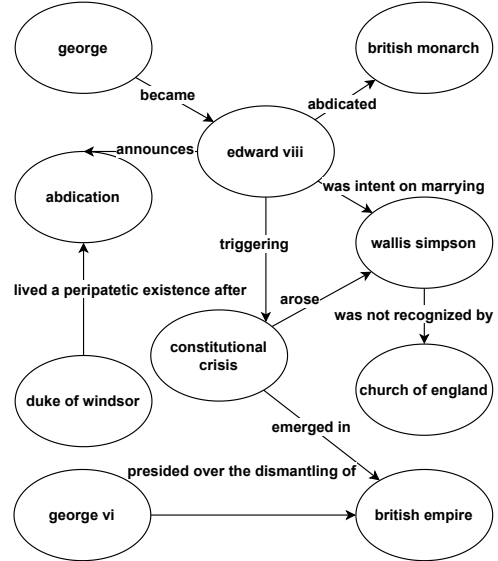 george
british monarch
became
abdicated
announces
edward viii
abdication
was intent on marrying
triggering
wallis simpson
lived a peripatetic existence after
arose
was not recognized by
constitutional
crisis
duke of windsor
church of england
emerged in
presided over the dismantling of
george vi
british empire